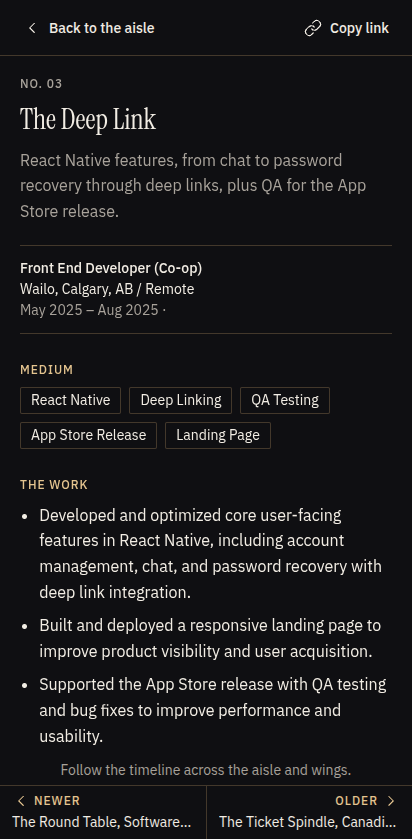 Back to the aisle
Copy link
NO. 03
The Deep Link
React Native features, from chat to password
recovery through deep links, plus QA for the App
Store release.
Front End Developer (Co-op)
Wailo, Calgary, AB / Remote
May 2025 – Aug 2025 ·
MEDIUM
React Native
Deep Linking
QA Testing
App Store Release
Landing Page
THE WORK
• Developed and optimized core user-facing
features in React Native, including account
management, chat, and password recovery with
deep link integration.
• Built and deployed a responsive landing page to
improve product visibility and user acquisition.
• Supported the App Store release with QA testing
and bug fixes to improve performance and
usability.
Follow the timeline across the aisle and wings.
NEWER
The Round Table, Software...
OLDER
The Ticket Spindle, Canadi...